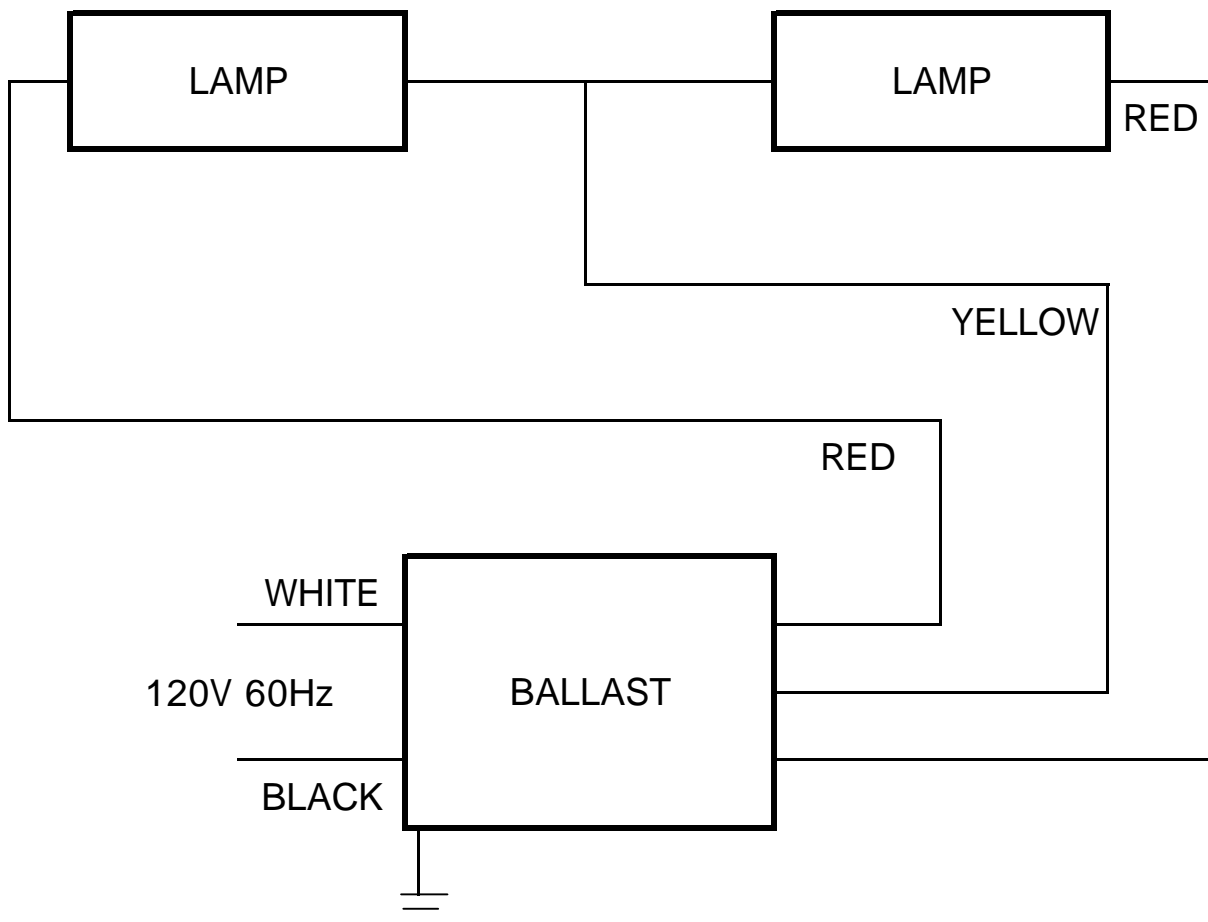 LAMP
LAMP
RED
YELLOW
RED
WHITE
120V 60Hz
BALLAST
BLACK